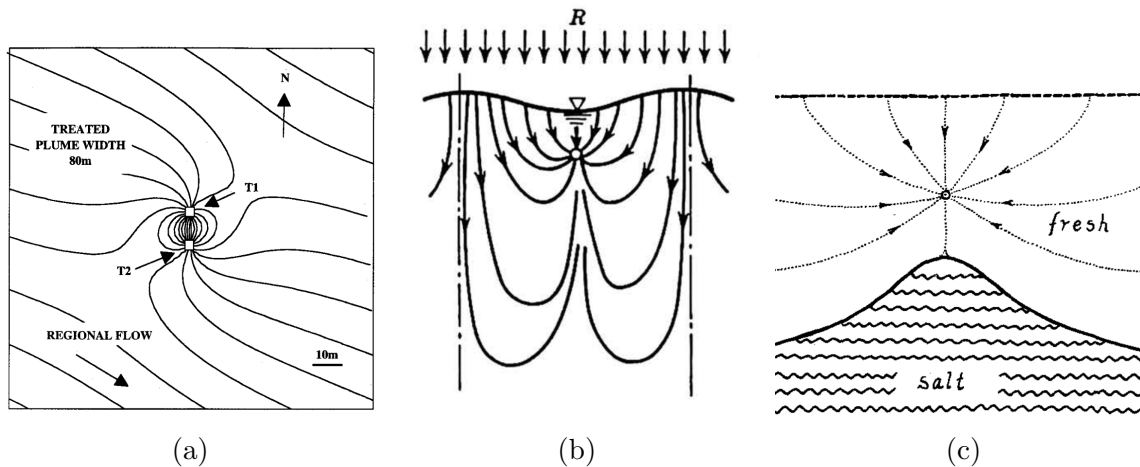 N
TREATED
PLUME WIDTH
80m
T1
T2
REGIONAL FLOW
10m
(a)
R
(b)
fresh
salt
(c)